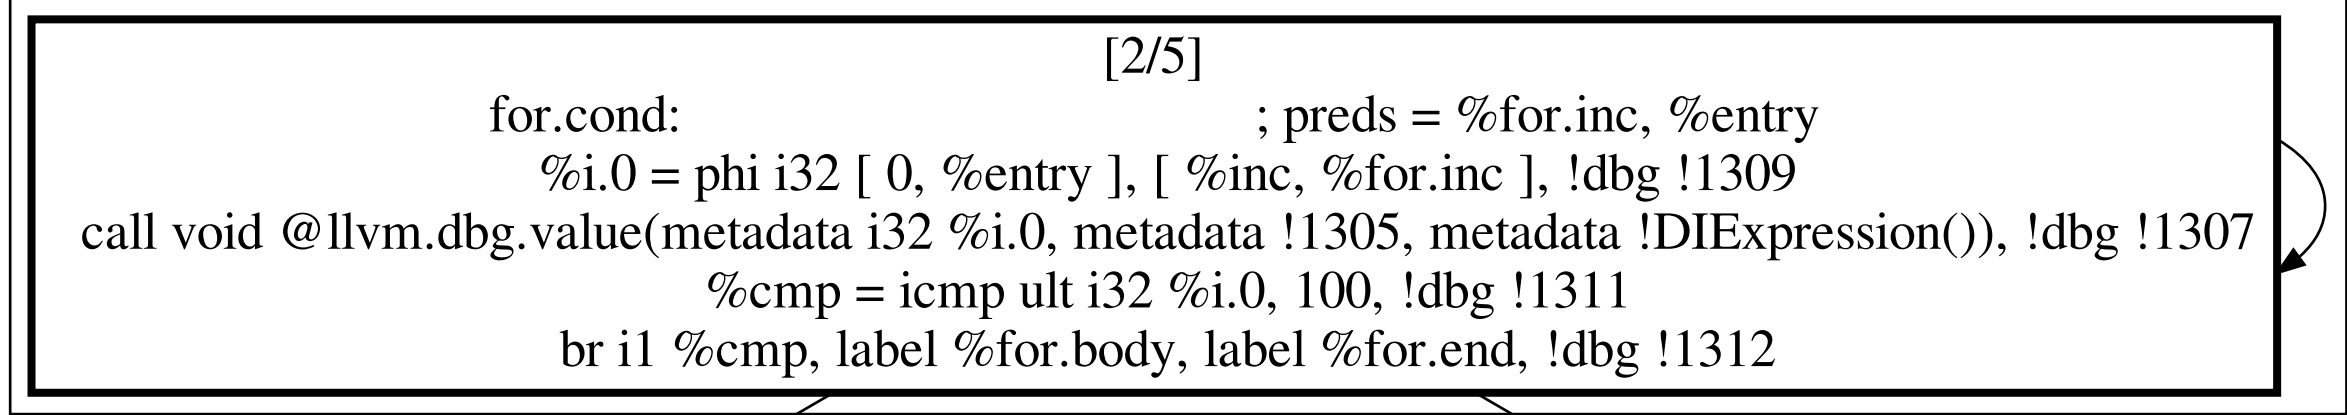 [2/5]
for.cond: ; preds = %for.inc, %entry
%i.0 = phi i32 [ 0, %entry ], [ %inc, %for.inc ], !dbg !1309
call void @llvm.dbg.value(metadata i32 %i.0, metadata !1305, metadata !DIExpression()), !dbg !1307
%cmp = icmp ult i32 %i.0, 100, !dbg !1311
br i1 %cmp, label %for.body, label %for.end, !dbg !1312